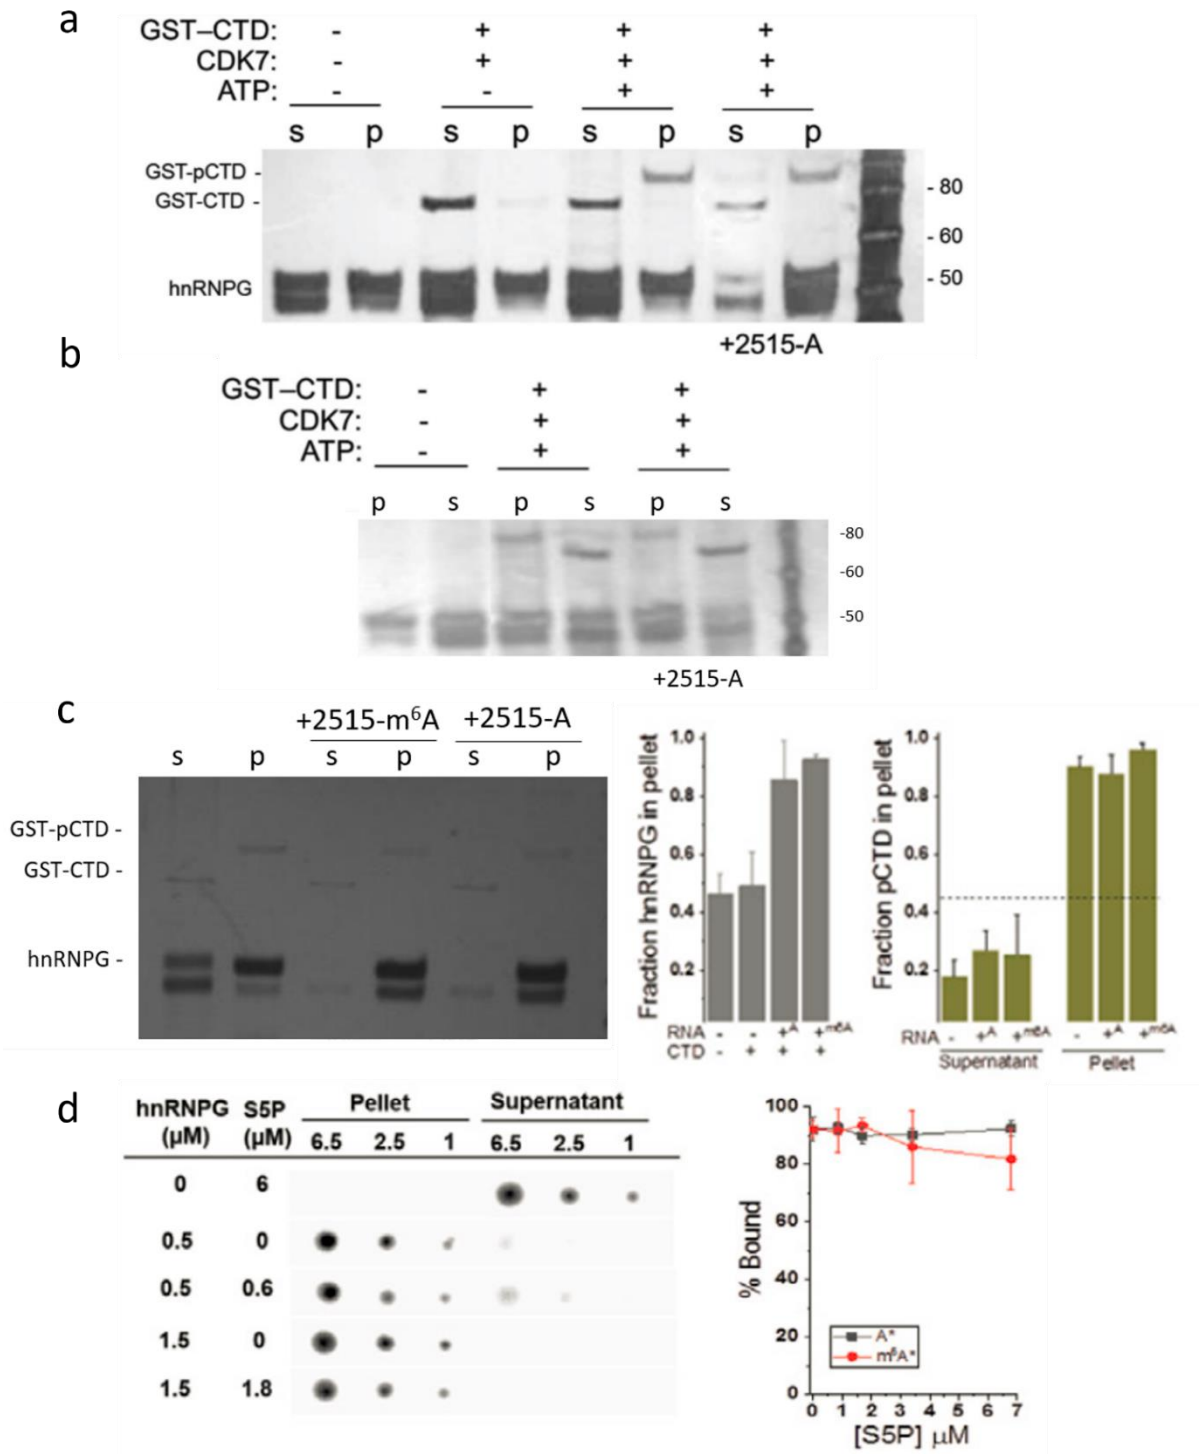 a
GST–CTD: - + + +
CDK7: - + + +
ATP: - - + +
s p s p s p s p
GST-pCTD -
GST-CTD -
hnRNPG
- 80
- 60
- 50
+2515-A
b
GST–CTD: - + +
CDK7: - + +
ATP: - + +
p s p s p s
-80
-60
-50
+2515-A
c
+2515-m⁶A +2515-A
s p s p s p
GST-pCTD -
GST-CTD -
hnRNPG -
Fraction hnRNPG in pellet
1.0
0.8
0.6
0.4
0.2
RNA - - +ᴬ +ᵐ⁶ᴬ
CTD - + + +
Fraction pCTD in pellet
1.0
0.8
0.6
0.4
0.2
RNA - +ᴬ +ᵐ⁶ᴬ - +ᴬ +ᵐ⁶ᴬ
Supernatant Pellet
d
hnRNPG (µM) S5P (µM) Pellet Supernatant
6.5 2.5 1 6.5 2.5 1
0 6
0.5 0
0.5 0.6
1.5 0
1.5 1.8
% Bound
100
80
60
40
20
0
A*
m⁶A*
0 1 2 3 4 5 6 7
[S5P] µM